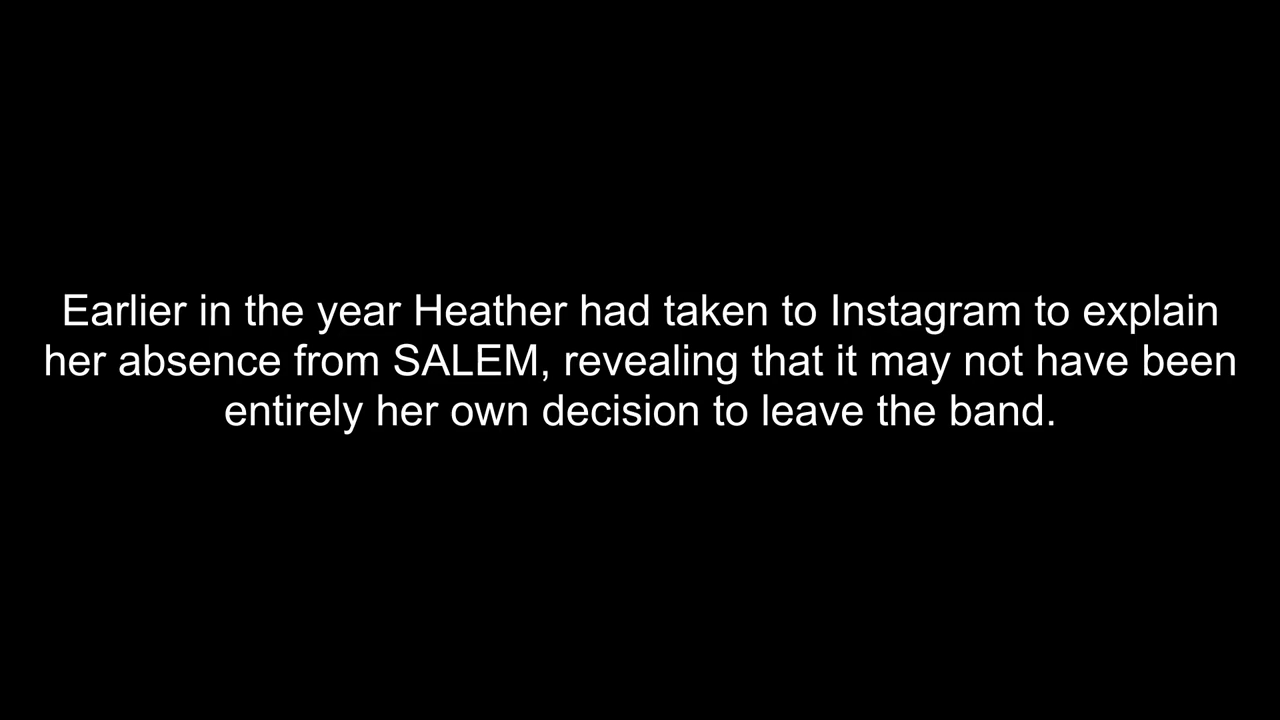 Earlier in the year Heather had taken to Instagram to explain
her absence from SALEM, revealing that it may not have been
entirely her own decision to leave the band.